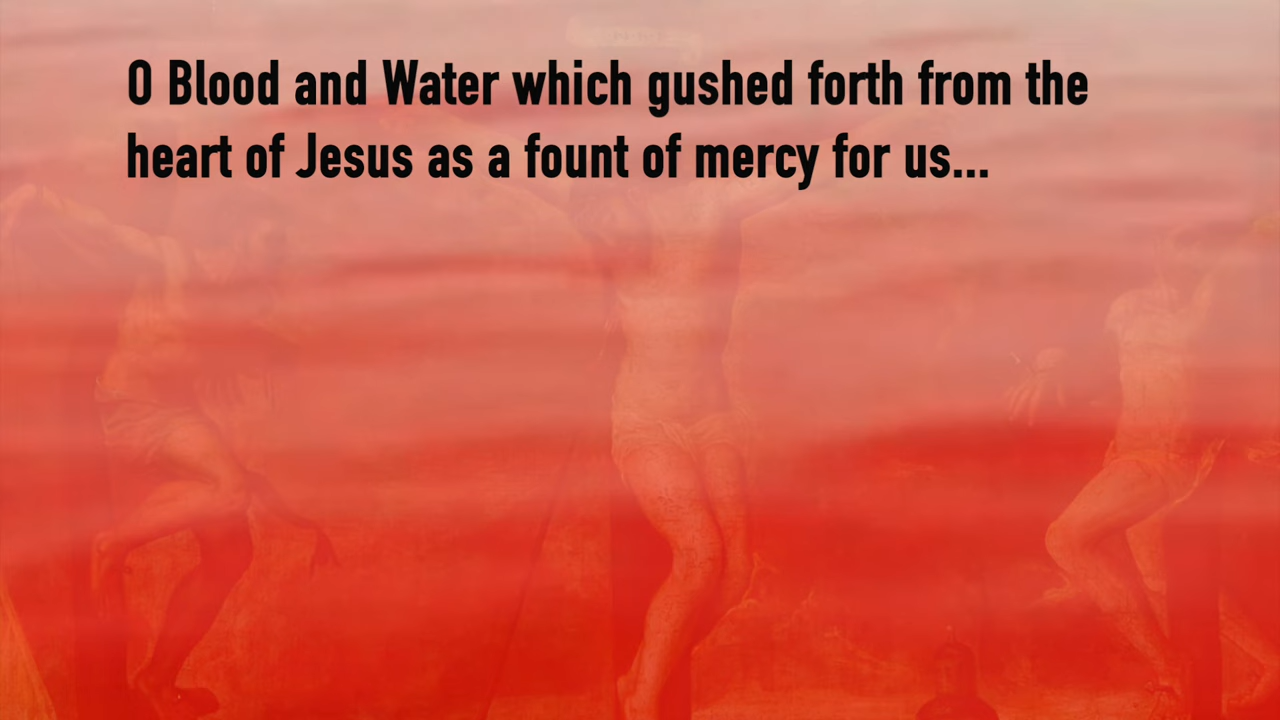 O Blood and Water which gushed forth from the
heart of Jesus as a fount of mercy for us...